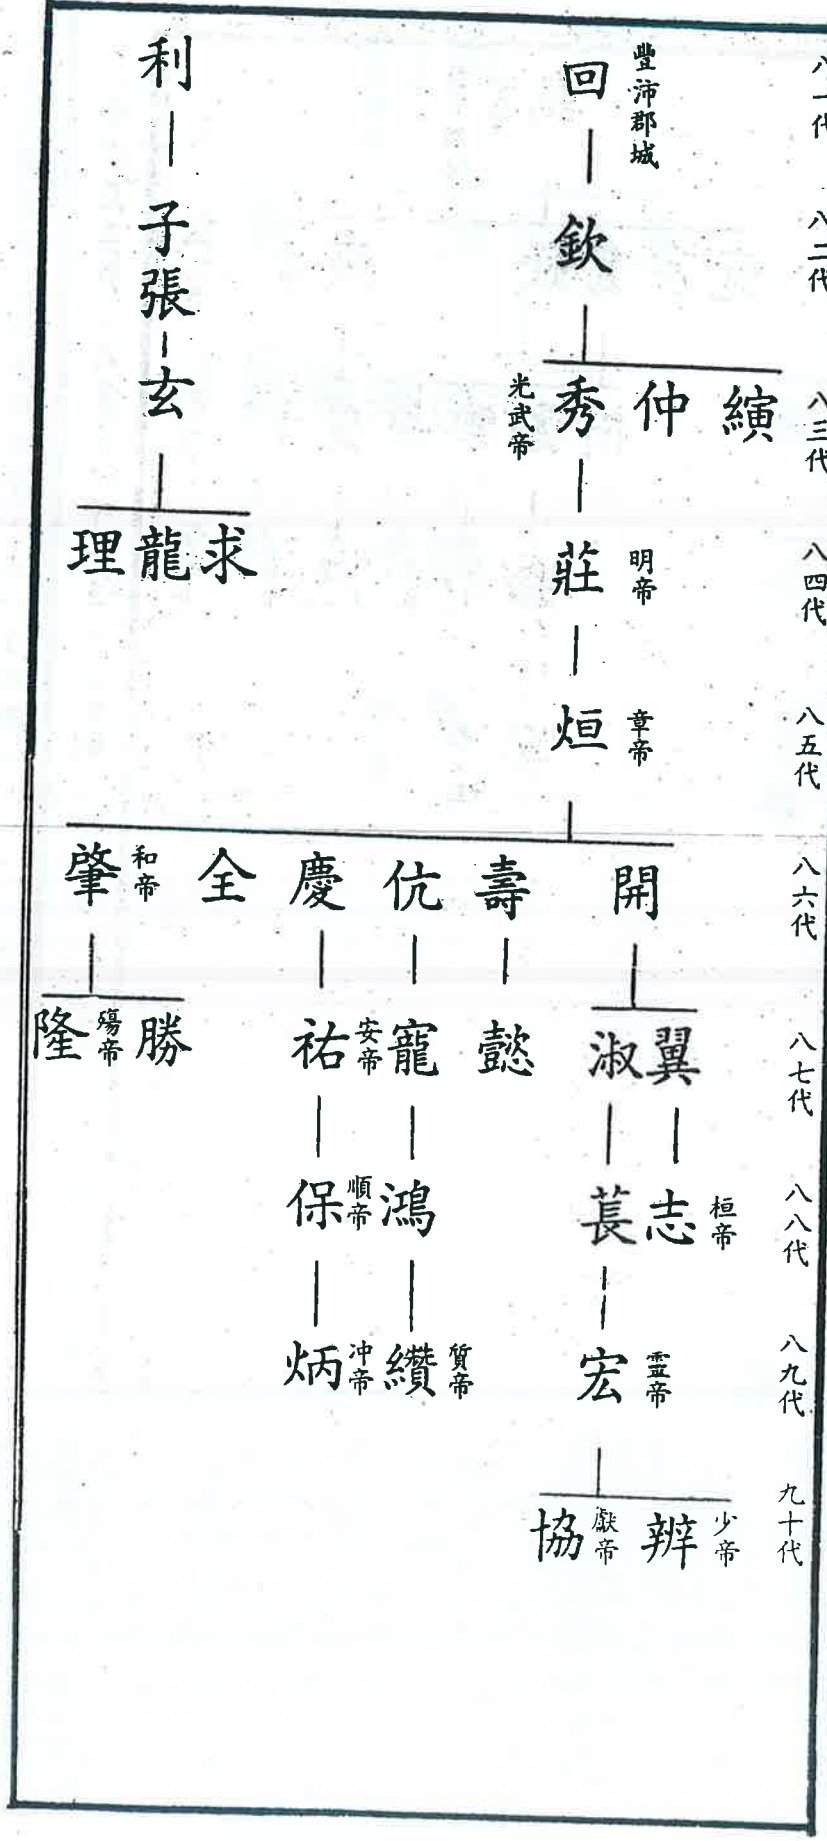 八一代
八二代
八三代
八四代
八五代
八六代
八七代
八八代
八九代
九十代
豐沛郡城
回
欽
縯
仲
秀
光武帝
莊
明帝
炟
章帝
開
壽
伉
慶
全
肇
和帝
翼
淑
懿
寵
祐
安帝
勝
隆
殤帝
志
桓帝
萇
鴻
保
順帝
宏
靈帝
纘
質帝
炳
冲帝
辨
少帝
協
獻帝
利
子張
玄
求
龍
理